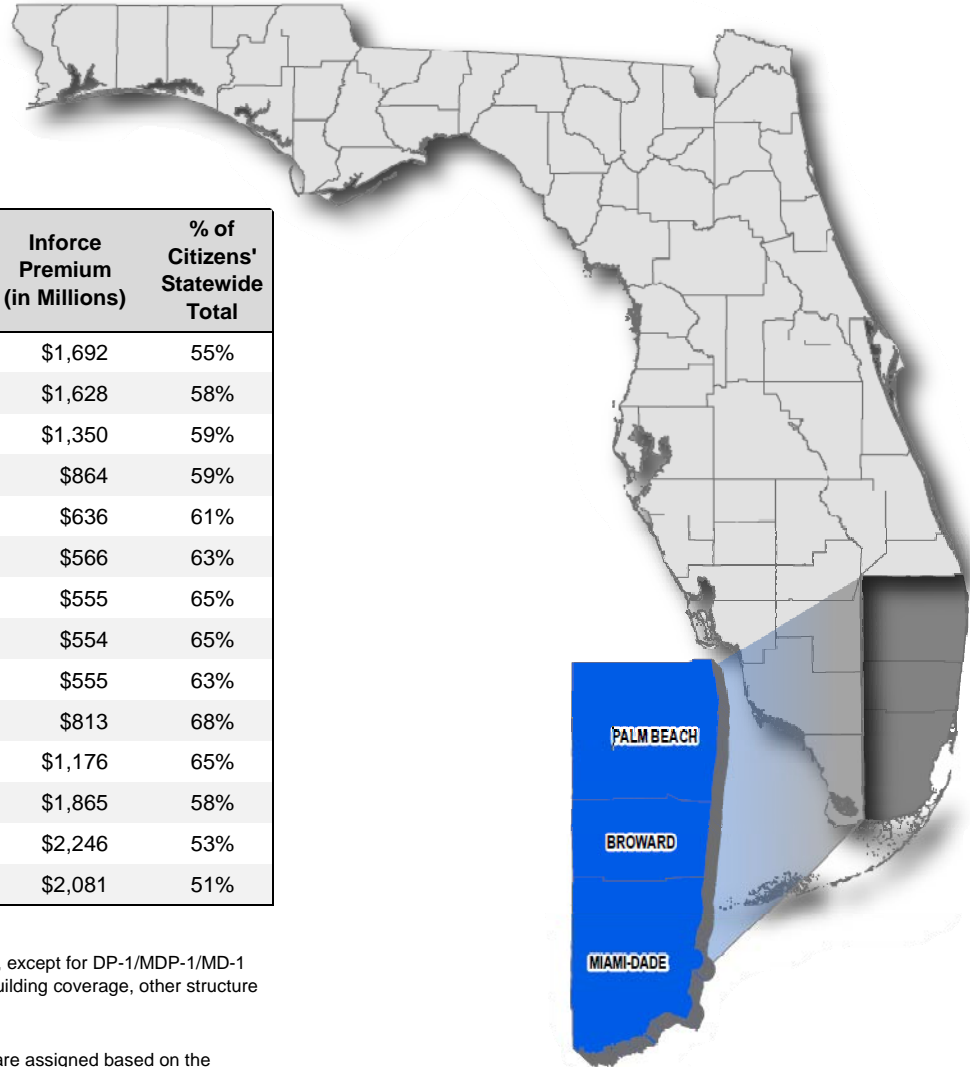 Inforce
Premium
(in Millions)
% of
Citizens'
Statewide
Total
$1,692 55%
$1,628 58%
$1,350 59%
$864 59%
$636 61%
$566 63%
$555 65%
$554 65%
$555 63%
$813 68%
$1,176 65%
$1,865 58%
$2,246 53%
$2,081 51%
PALM BEACH
BROWARD
MIAMI-DADE
, except for DP-1/MDP-1/MD-1
uilding coverage, other structure
are assigned based on the